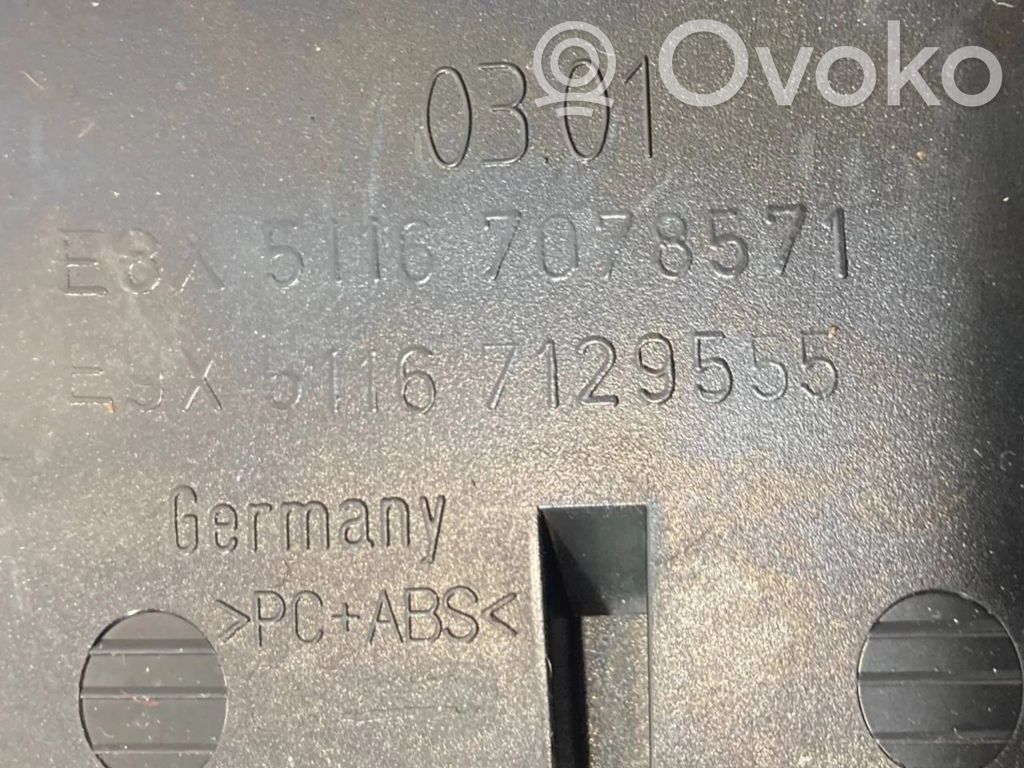 Ovoko
03.01
E8X 5116 7078571
E9X 5116 7129555
Germany
>PC+ABS<